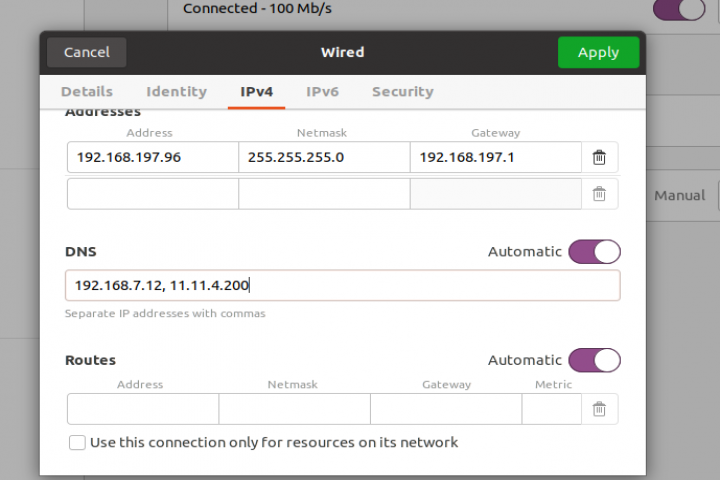 Connected - 100 Mb/s
Cancel Wired Apply
Details Identity IPv4 IPv6 Security
Addresses
Address Netmask Gateway
192.168.197.96 255.255.255.0 192.168.197.1
Manual
DNS Automatic
192.168.7.12, 11.11.4.200
Separate IP addresses with commas
Routes Automatic
Address Netmask Gateway Metric
Use this connection only for resources on its network